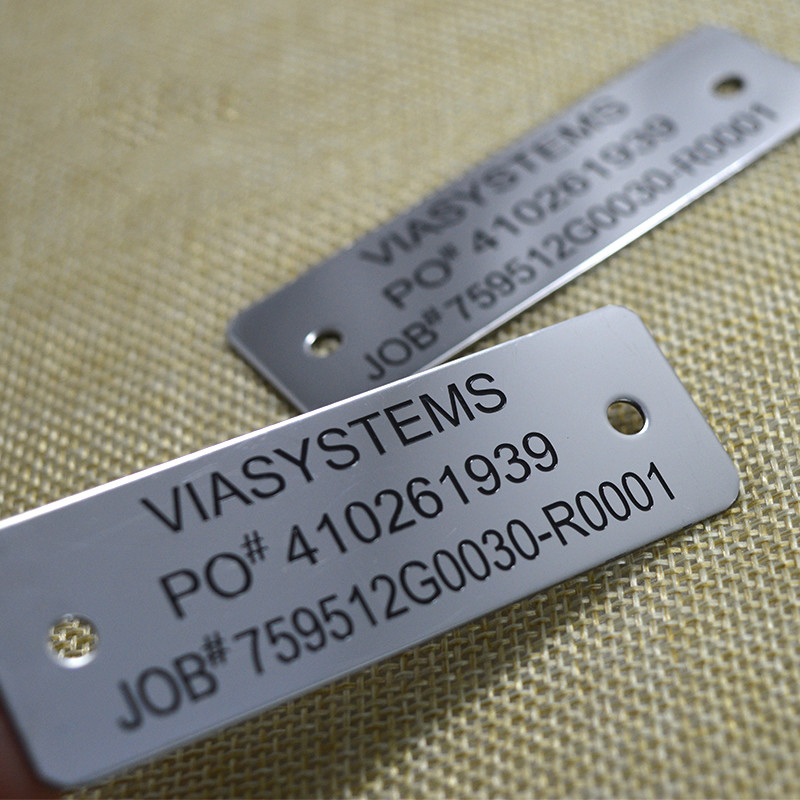 VIASYSTEMS
PO# 410261939
JOB# 759512G0030-R0001
VIASYSTEMS
PO# 410261939
JOB# 759512G0030-R0001